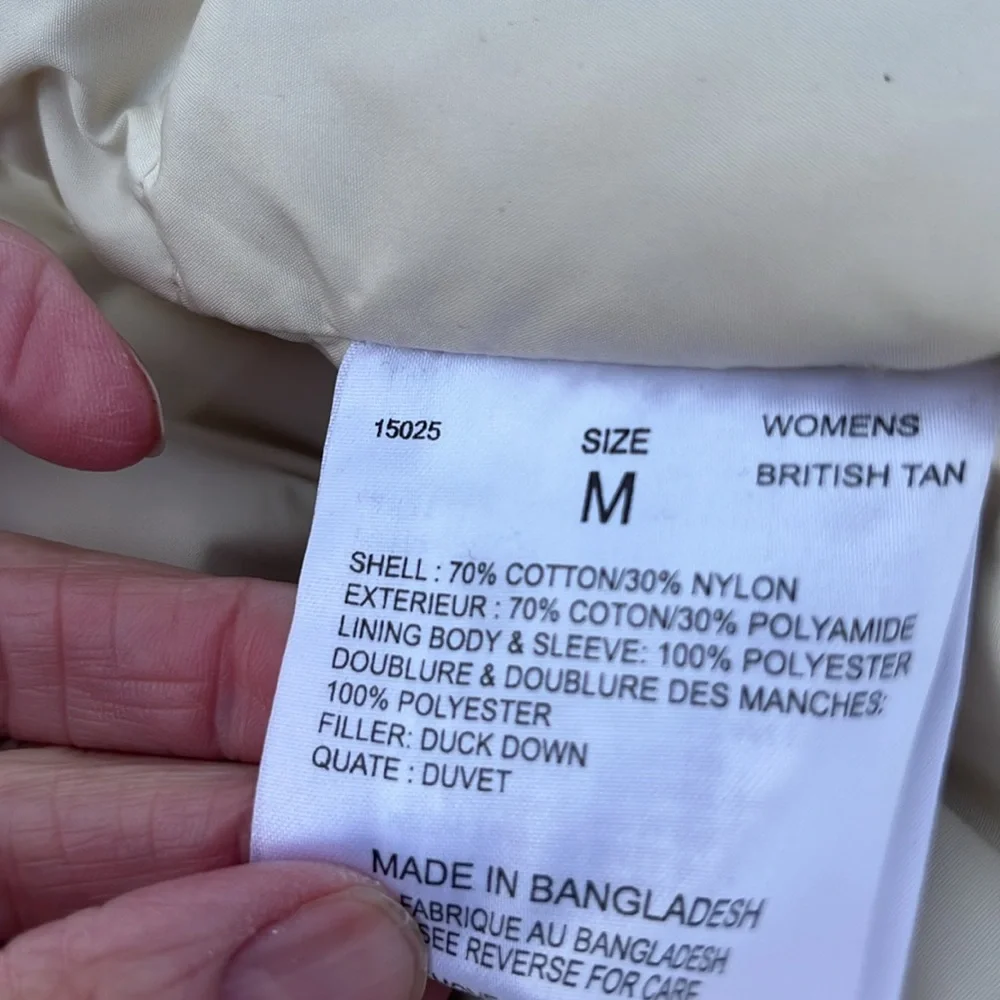 15025
SIZE
M
WOMENS
BRITISH TAN
SHELL : 70% COTTON/30% NYLON
EXTERIEUR : 70% COTON/30% POLYAMIDE
LINING BODY & SLEEVE: 100% POLYESTER
DOUBLURE & DOUBLURE DES MANCHES:
100% POLYESTER
FILLER: DUCK DOWN
QUATE : DUVET
MADE IN BANGLADESH
FABRIQUE AU BANGLADESH
SEE REVERSE FOR CARE